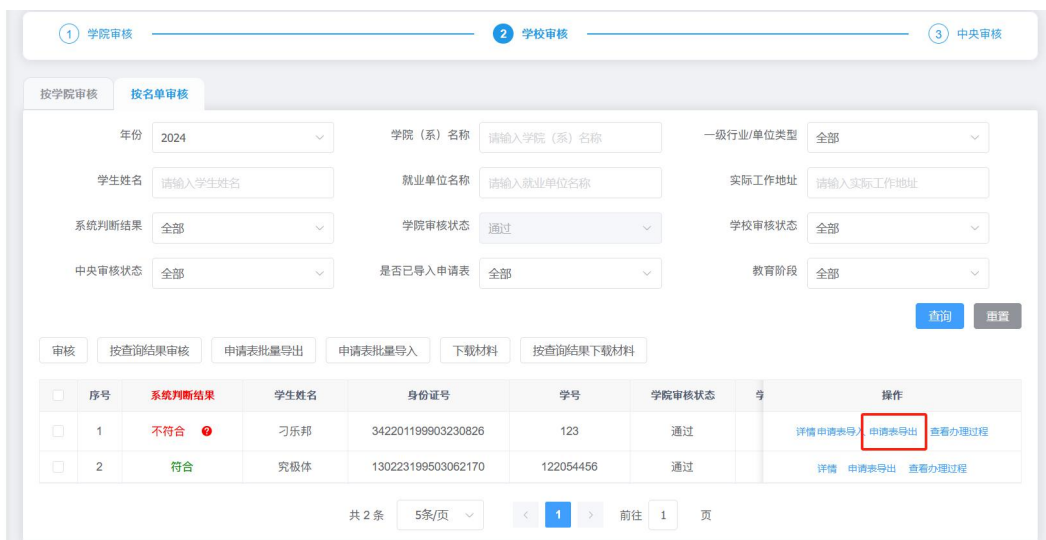 1 学院审核 2 学校审核 3 中央审核
按学院审核 按名单审核
年份 2024 学院（系）名称 请输入学院（系）名称 一级行业/单位类型 全部
学生姓名 请输入学生姓名 就业单位名称 请输入就业单位名称 实际工作地址 请输入实际工作地址
系统判断结果 全部 学院审核状态 通过 学校审核状态 全部
中央审核状态 全部 是否已导入申请表 全部 教育阶段 全部
查询 重置
审核 按查询结果审核 申请表批量导出 申请表批量导入 下载材料 按查询结果下载材料
序号 系统判断结果 学生姓名 身份证号 学号 学院审核状态 操作
1 不符合 ? 刁乐邦 342201199903230826 123 通过 详情 申请表导入 申请表导出 查看办理过程
2 符合 究极体 130223199503062170 122054456 通过 详情 申请表导出 查看办理过程
共 2 条 5条/页 < 1 > 前往 1 页